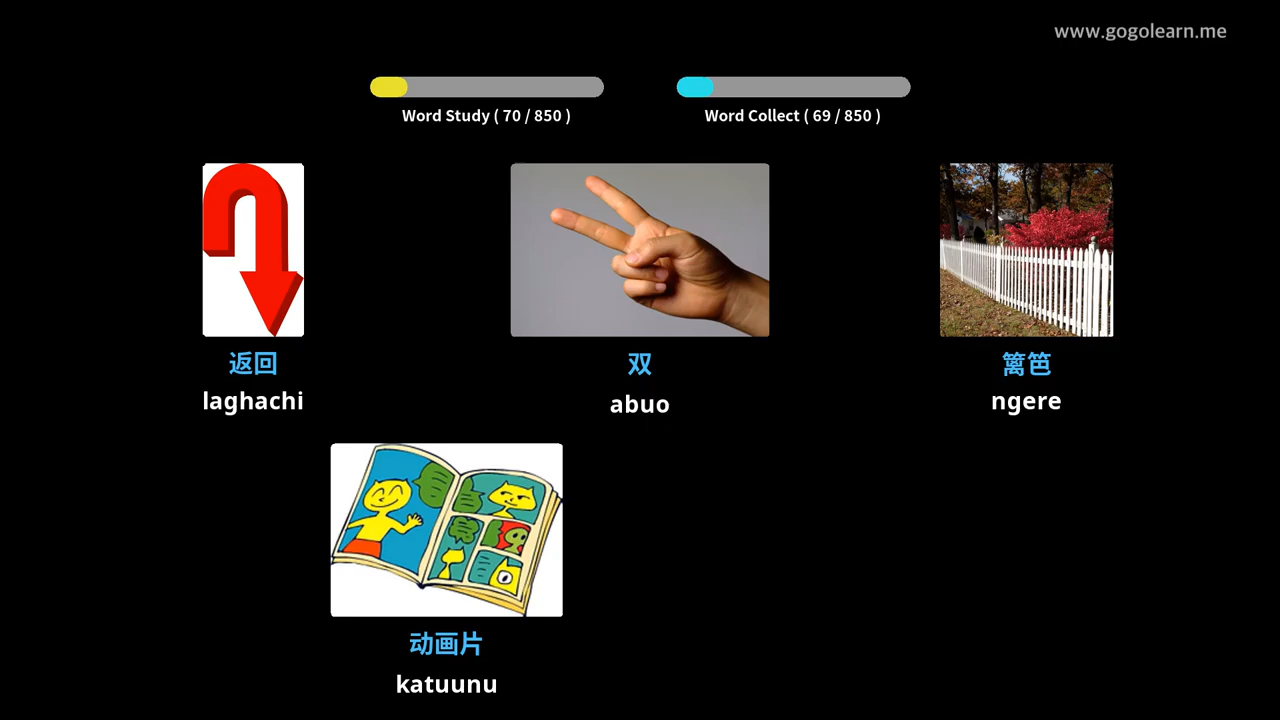 www.gogolearn.me
Word Study ( 70 / 850 )
Word Collect ( 69 / 850 )
返回
laghachi
双
abuo
篱笆
ngere
动画片
katuunu